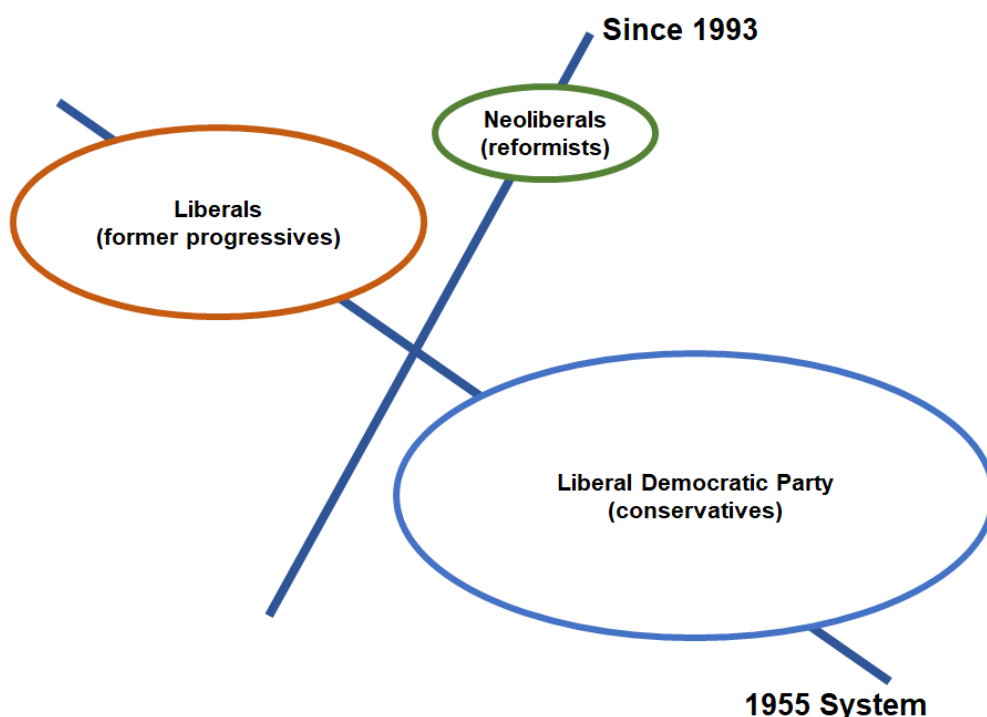 Since 1993
Neoliberals
(reformists)
Liberals
(former progressives)
Liberal Democratic Party
(conservatives)
1955 System